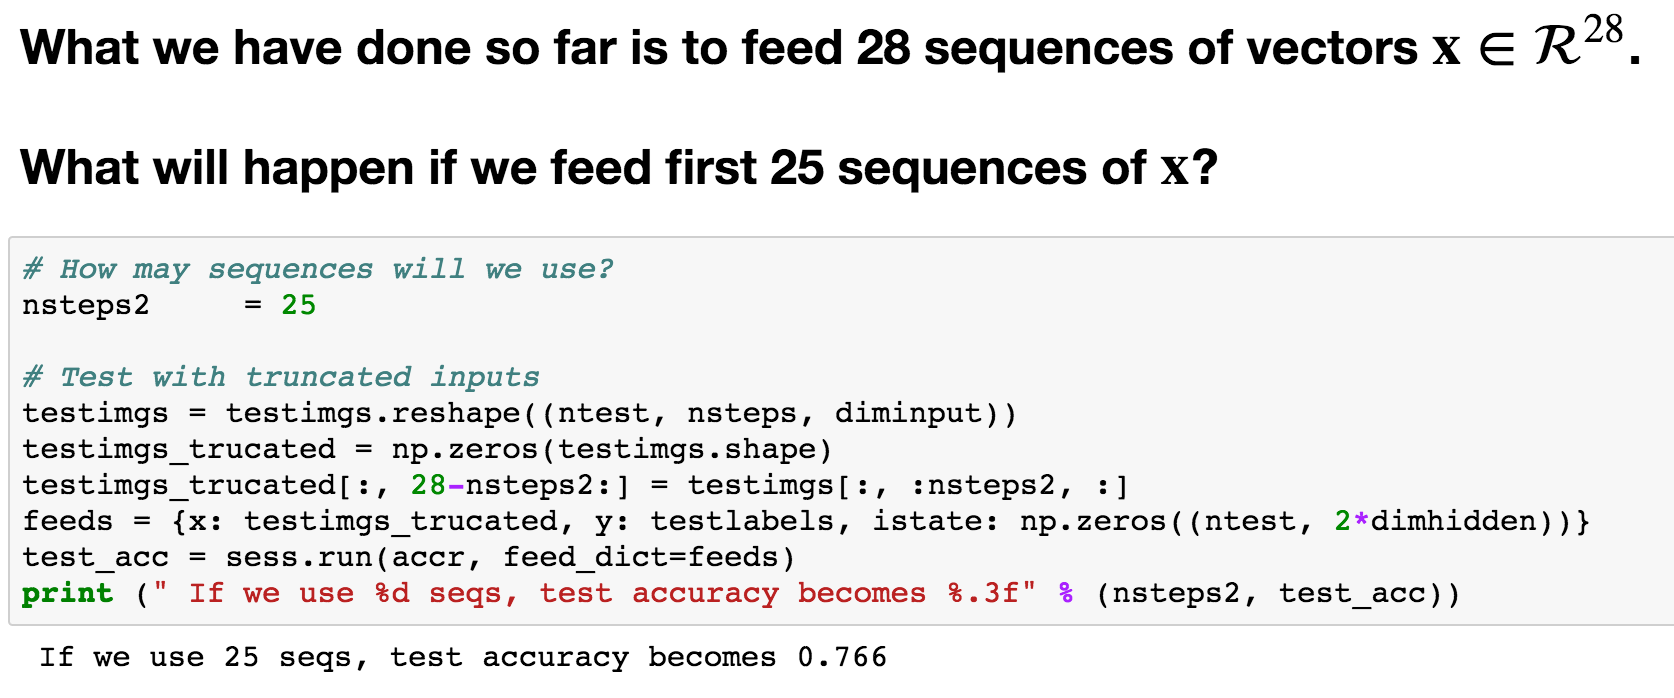 What we have done so far is to feed 28 sequences of vectors x ∈ ℛ²⁸.
What will happen if we feed first 25 sequences of x?
# How may sequences will we use?
nsteps2     = 25
# Test with truncated inputs
testimgs = testimgs.reshape((ntest, nsteps, diminput))
testimgs_trucated = np.zeros(testimgs.shape)
testimgs_trucated[:, 28-nsteps2:] = testimgs[:, :nsteps2, :]
feeds = {x: testimgs_trucated, y: testlabels, istate: np.zeros((ntest, 2*dimhidden))}
test_acc = sess.run(accr, feed_dict=feeds)
print (" If we use %d seqs, test accuracy becomes %.3f" % (nsteps2, test_acc))
If we use 25 seqs, test accuracy becomes 0.766